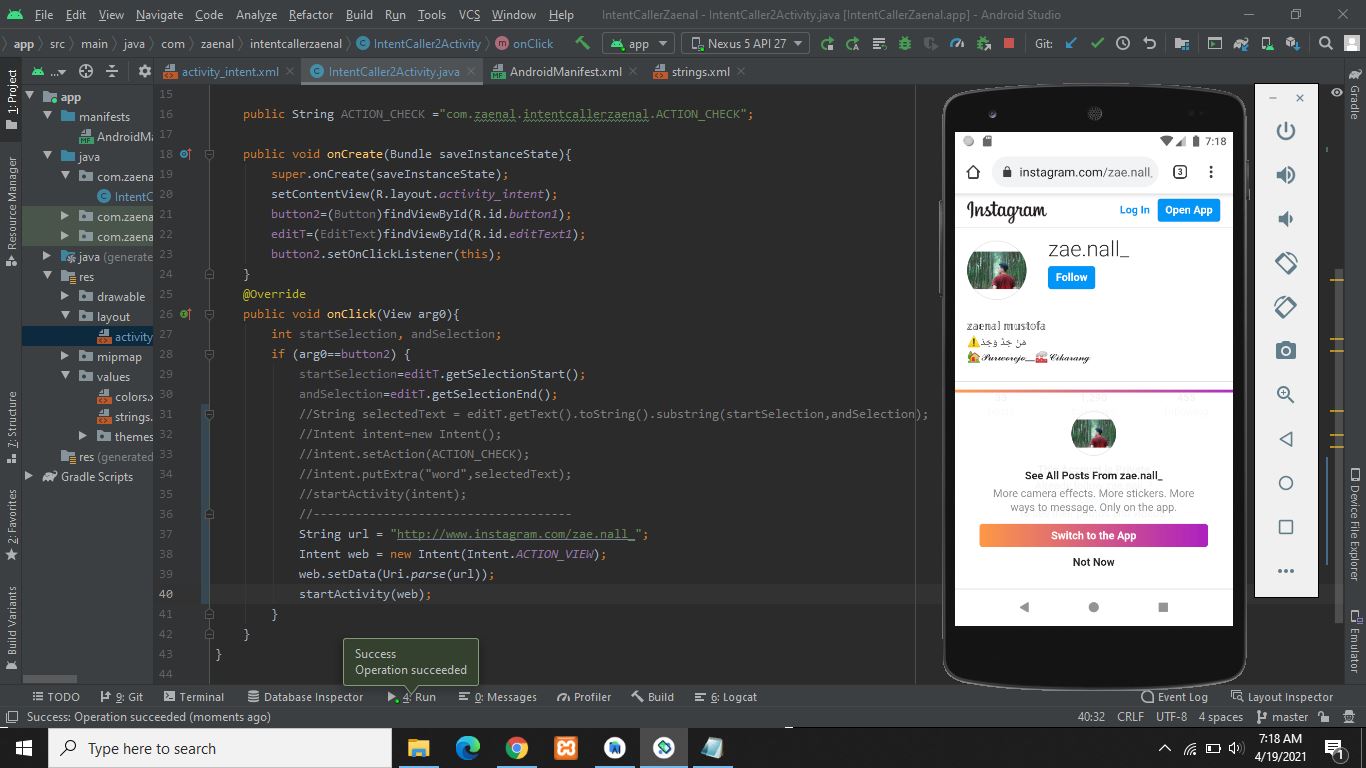 File Edit View Navigate Code Analyze Refactor Build Run Tools VCS Window Help IntentCallerZaenal - IntentCaller2Activity.java [IntentCallerZaenal.app] - Android Studio
app src main java com zaenal intentcallerzaenal IntentCaller2Activity onClick app Nexus 5 API 27 Git:
activity_intent.xml IntentCaller2Activity.java AndroidManifest.xml strings.xml
1: Project
Resource Manager
7: Structure
2: Favorites
Build Variants
app
manifests
AndroidMa
java
com.zaena
IntentC
com.zaena
com.zaena
java (generate
res
drawable
layout
activity
mipmap
values
colors.x
strings.
themes
res (generated
Gradle Scripts
15
16 public String ACTION_CHECK ="com.zaenal.intentcallerzaenal.ACTION_CHECK";
17
18 public void onCreate(Bundle saveInstanceState){
19 super.onCreate(saveInstanceState);
20 setContentView(R.layout.activity_intent);
21 button2=(Button)findViewById(R.id.button1);
22 editT=(EditText)findViewById(R.id.editText1);
23 button2.setOnClickListener(this);
24 }
25 @Override
26 public void onClick(View arg0){
27 int startSelection, andSelection;
28 if (arg0==button2) {
29 startSelection=editT.getSelectionStart();
30 andSelection=editT.getSelectionEnd();
31 //String selectedText = editT.getText().toString().substring(startSelection,andSelection);
32 //Intent intent=new Intent();
33 //intent.setAction(ACTION_CHECK);
34 //intent.putExtra("word",selectedText);
35 //startActivity(intent);
36 //-------------------------------
37 String url = "http://www.instagram.com/zae.nall_";
38 Intent web = new Intent(Intent.ACTION_VIEW);
39 web.setData(Uri.parse(url));
40 startActivity(web);
41 }
42 }
43 }
44
Success
Operation succeeded
7:18
instagram.com/zae.nall_ 3
Instagram Log In Open App
zae.nall_
Follow
zaenal mustofa
⚠️مَنْ جَدَّ وَجَدَ
🏡𝒫𝓊𝓇𝓌𝑜𝓇𝑒𝒿𝑜__🏭𝒞𝒾𝓀𝒶𝓇𝒶𝓃𝑔
See All Posts From zae.nall_
More camera effects. More stickers. More
ways to message. Only on the app.
Switch to the App
Not Now
Gradle
Device File Explorer
Emulator
TODO 9: Git Terminal Database Inspector 4: Run 0: Messages Profiler Build 6: Logcat Event Log Layout Inspector
Success: Operation succeeded (moments ago) 40:32 CRLF UTF-8 4 spaces master
Type here to search 7:18 AM
4/19/2021 1